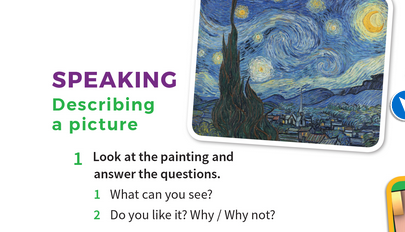 SPEAKING
Describing
a picture
1 Look at the painting and
answer the questions.
1 What can you see?
2 Do you like it? Why / Why not?